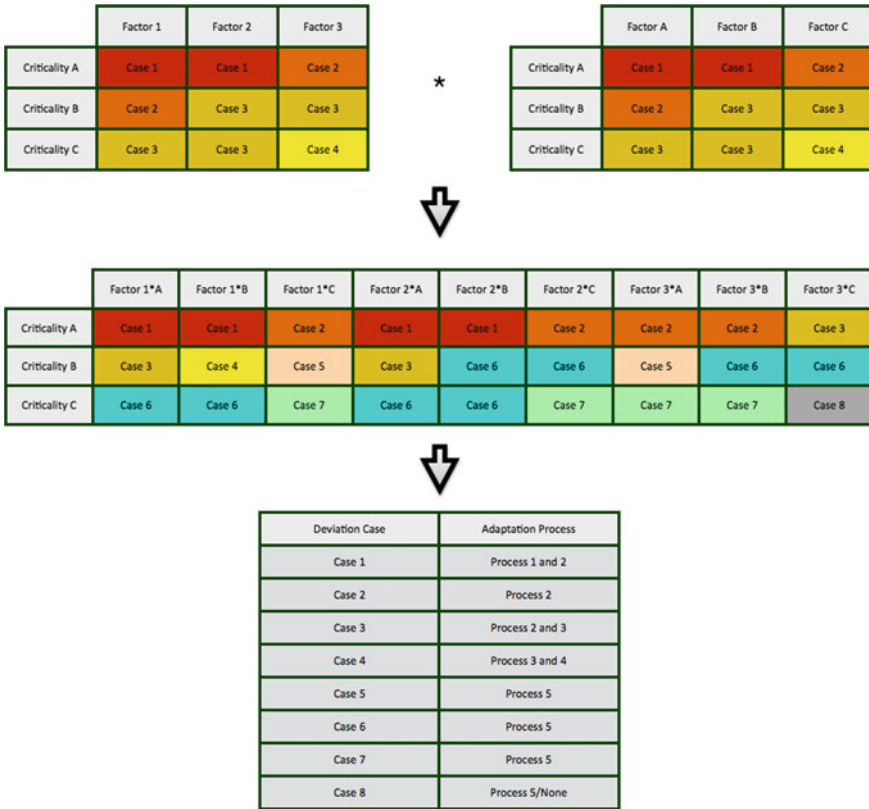 Factor 1 Factor 2 Factor 3
Criticality A Case 1 Case 1 Case 2
Criticality B Case 2 Case 3 Case 3
Criticality C Case 3 Case 3 Case 4
*
Factor A Factor B Factor C
Criticality A Case 1 Case 1 Case 2
Criticality B Case 2 Case 3 Case 3
Criticality C Case 3 Case 3 Case 4
Factor 1*A Factor 1*B Factor 1*C Factor 2*A Factor 2*B Factor 2*C Factor 3*A Factor 3*B Factor 3*C
Criticality A Case 1 Case 1 Case 2 Case 1 Case 1 Case 2 Case 2 Case 2 Case 3
Criticality B Case 3 Case 4 Case 5 Case 3 Case 6 Case 6 Case 5 Case 6 Case 6
Criticality C Case 6 Case 6 Case 7 Case 6 Case 6 Case 7 Case 7 Case 7 Case 8
Deviation Case Adaptation Process
Case 1 Process 1 and 2
Case 2 Process 2
Case 3 Process 2 and 3
Case 4 Process 3 and 4
Case 5 Process 5
Case 6 Process 5
Case 7 Process 5
Case 8 Process 5/None